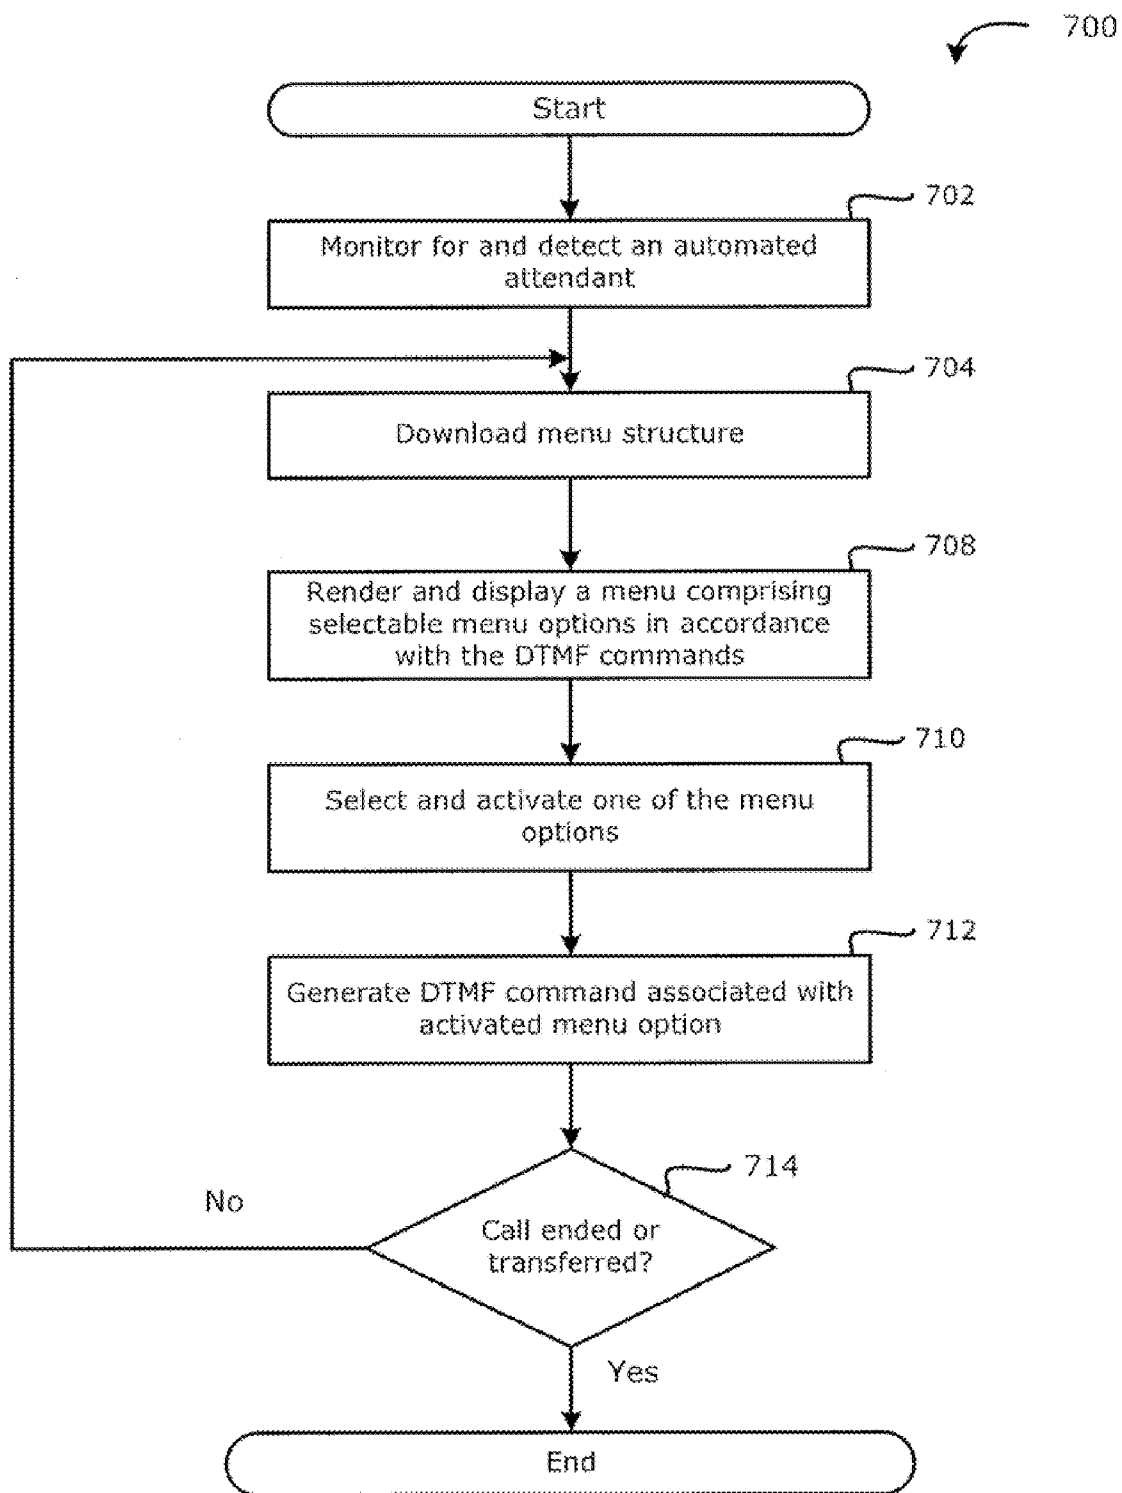 700
Start
702
Monitor for and detect an automated
attendant
704
Download menu structure
708
Render and display a menu comprising
selectable menu options in accordance
with the DTMF commands
710
Select and activate one of the menu
options
712
Generate DTMF command associated with
activated menu option
714
No
Call ended or
transferred?
Yes
End